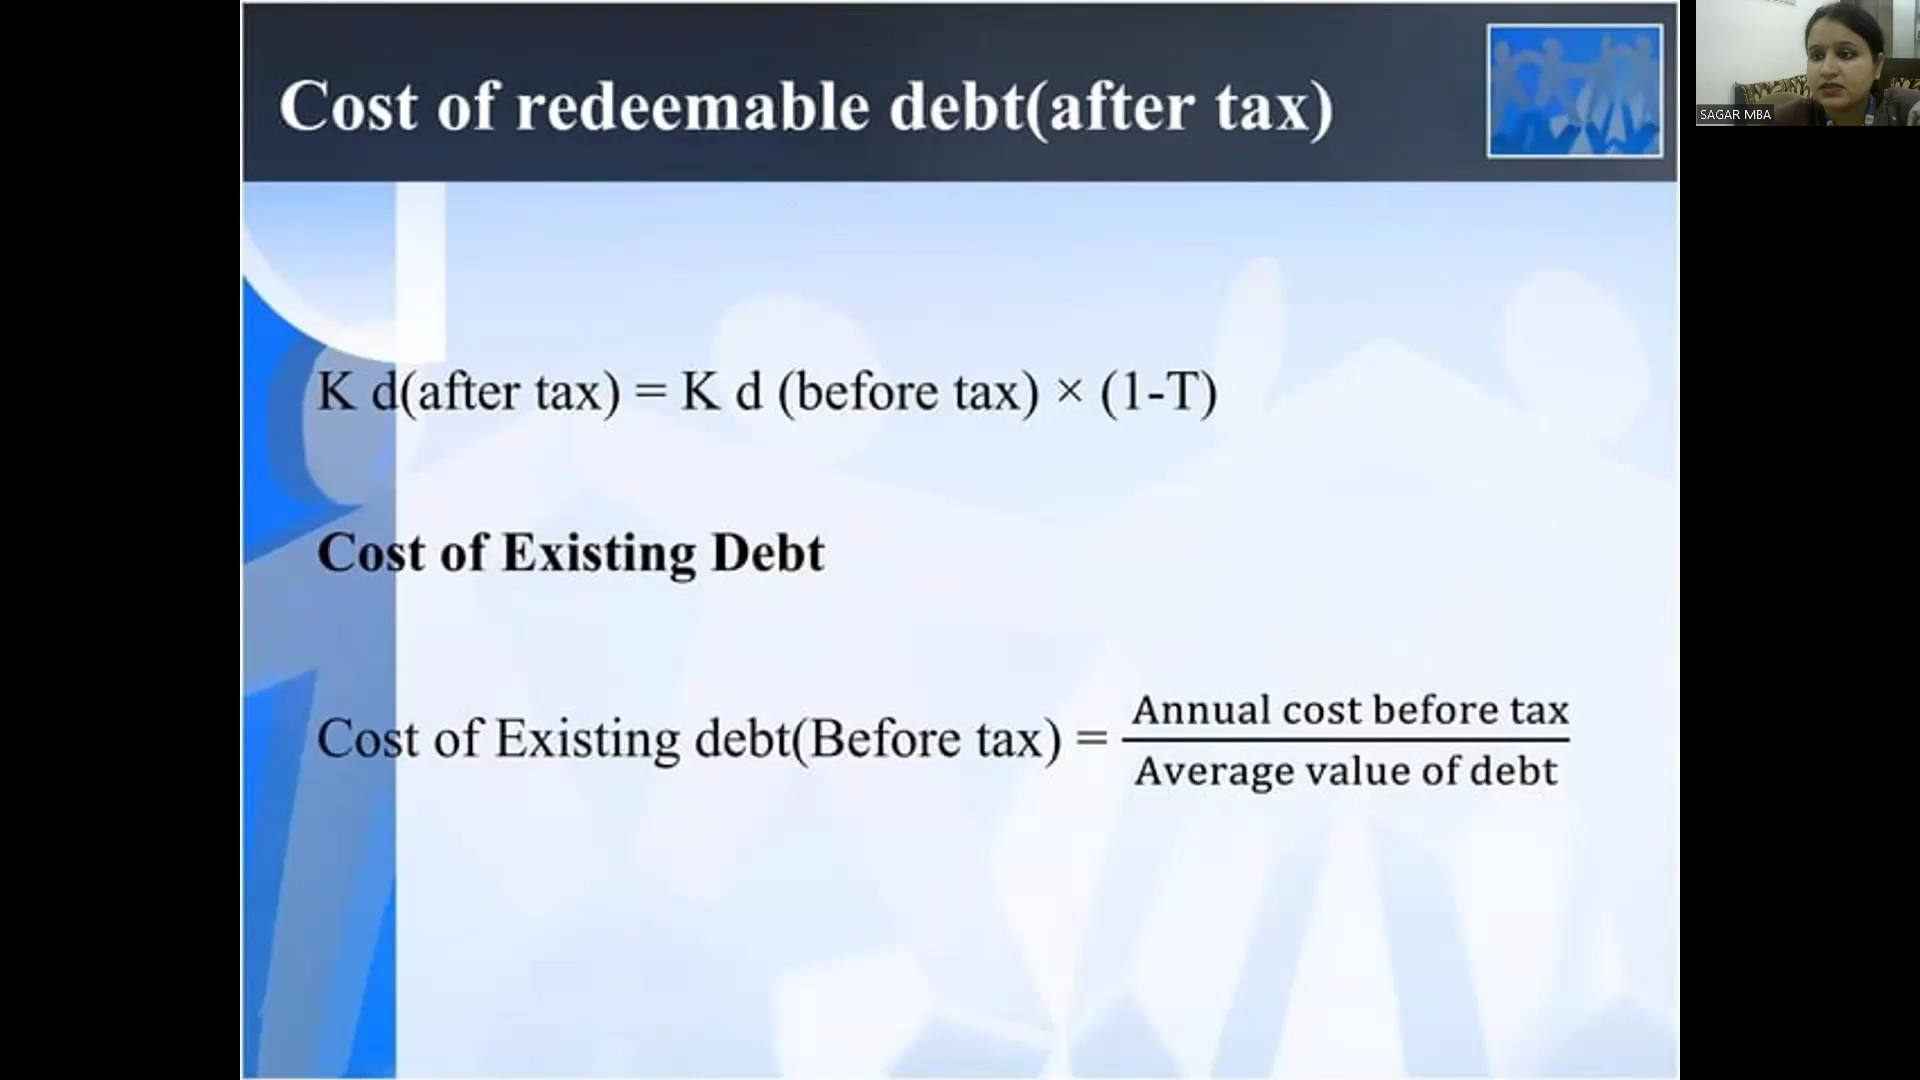 Cost of redeemable debt(after tax)
SAGAR MBA
K d(after tax) = K d (before tax) × (1-T)
Cost of Existing Debt
Cost of Existing debt(Before tax) = Annual cost before tax
Average value of debt